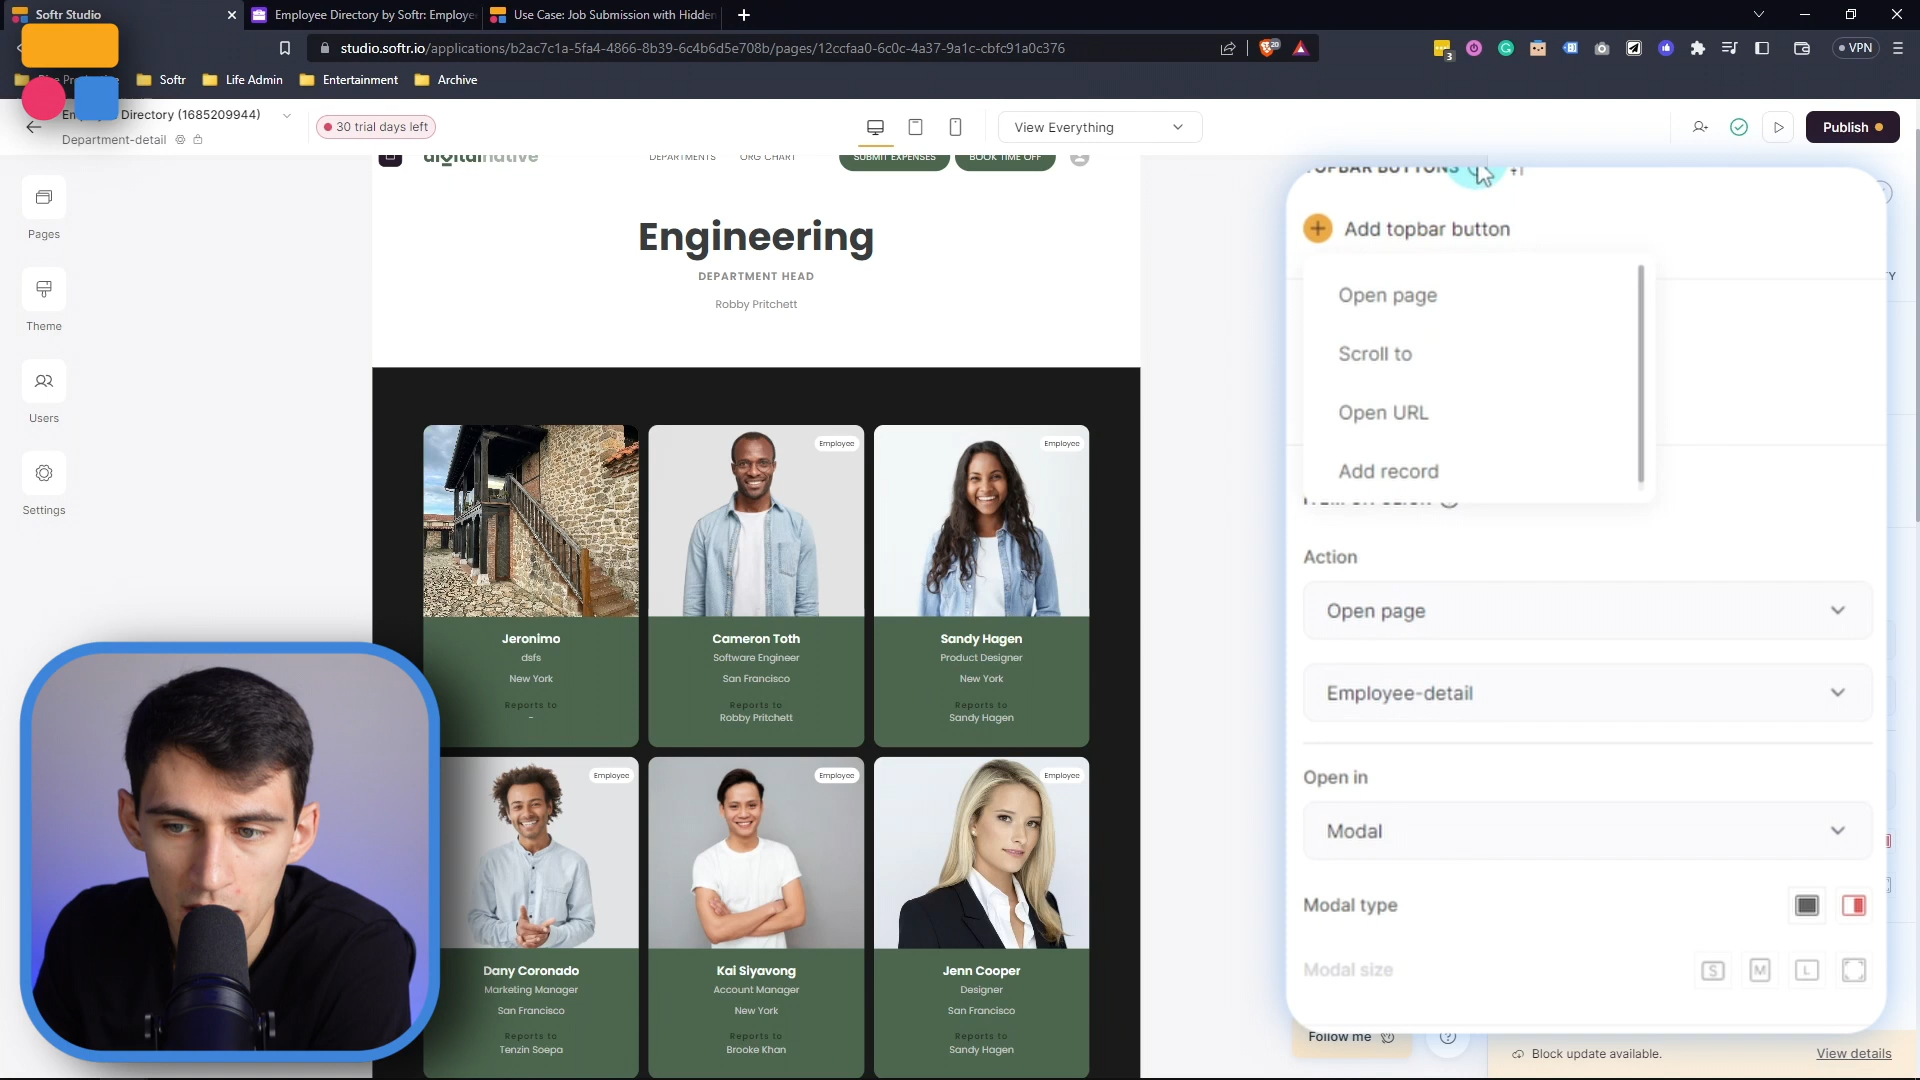 Softr Studio
Employee Directory by Softr: Employe
Use Case: Job Submission with Hidden
studio.softr.io/applications/b2ac7c1a-5fa4-4866-8b39-6c4b6d5e708b/pages/12ccfaa0-6c0c-4a37-9a1c-cbfc91a0c376
20
3
VPN
Softr
Life Admin
Entertainment
Archive
Directory (1685209944)
Department-detail
30 trial days left
View Everything
Publish
Pages
Theme
Users
Settings
digitalnative
DEPARTMENTS
ORG CHART
SUBMIT EXPENSES
BOOK TIME OFF
Engineering
DEPARTMENT HEAD
Robby Pritchett
Employee
Employee
Jeronimo
dsfs
New York
Reports to
-
Cameron Toth
Software Engineer
San Francisco
Reports to
Robby Pritchett
Sandy Hagen
Product Designer
New York
Reports to
Sandy Hagen
Employee
Employee
Employee
Dany Coronado
Marketing Manager
San Francisco
Reports to
Tenzin Soepa
Kai Siyavong
Account Manager
New York
Reports to
Brooke Khan
Jenn Cooper
Designer
San Francisco
Reports to
Sandy Hagen
TOPBAR BUTTONS
Add topbar button
Open page
Scroll to
Open URL
Add record
Action
Open page
Employee-detail
Open in
Modal
Modal type
Modal size
S
M
L
Follow me
Block update available.
View details